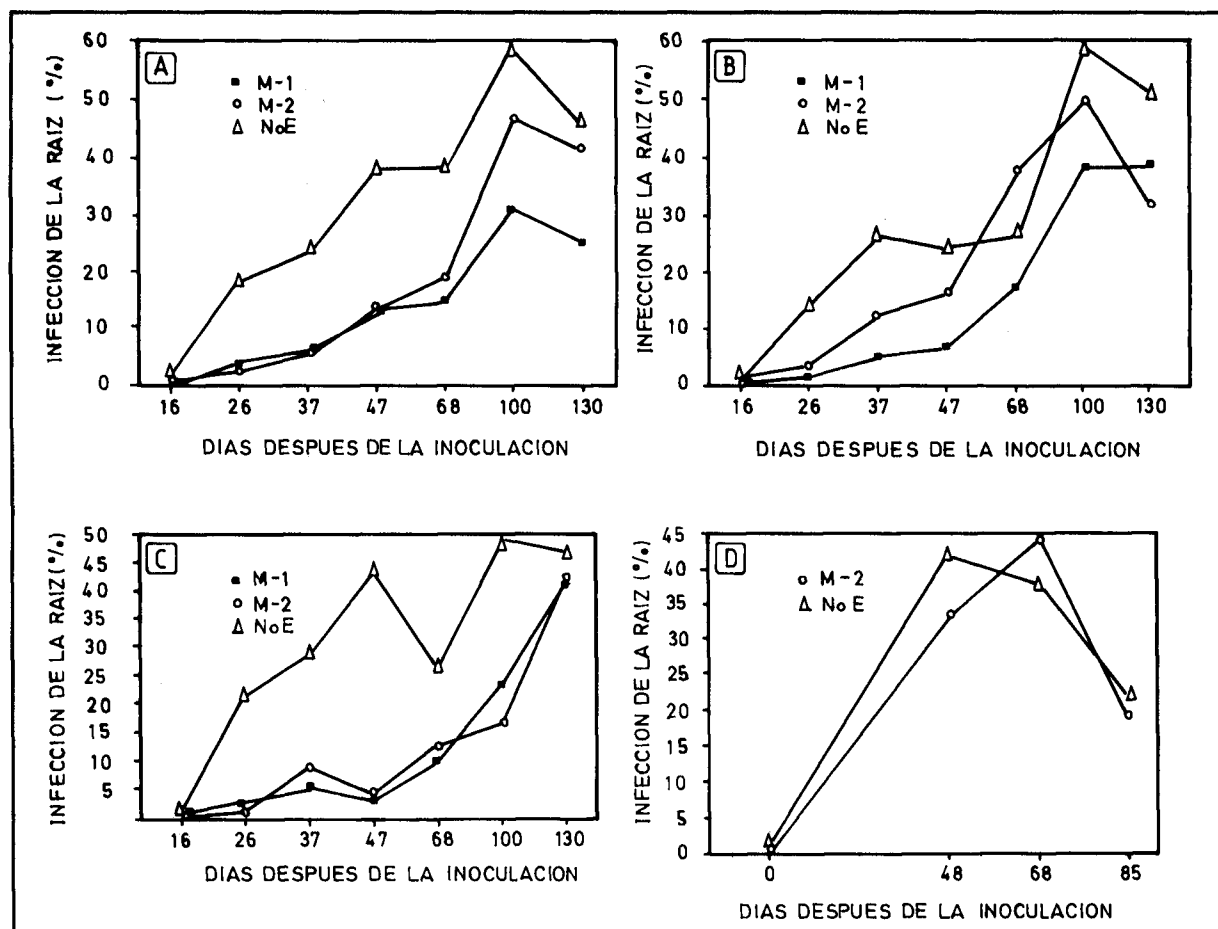 A
M-1
M-2
NoE
INFECCION DE LA RAIZ (%)
60
50
40
30
20
10
0
16 26 37 47 68 100 130
DIAS DESPUES DE LA INOCULACION
B
M-1
M-2
NoE
INFECCION DE LA RAIZ (%)
60
50
40
30
20
10
0
16 26 37 47 68 100 130
DIAS DESPUES DE LA INOCULACION
C
M-1
M-2
NoE
INFECCION DE LA RAIZ (%)
50
45
40
35
30
25
20
15
10
5
16 26 37 47 68 100 130
DIAS DESPUES DE LA INOCULACION
D
M-2
NoE
INFECCION DE LA RAIZ (%)
45
40
35
30
25
20
15
10
5
0
0 48 68 85
DIAS DESPUES DE LA INOCULACION